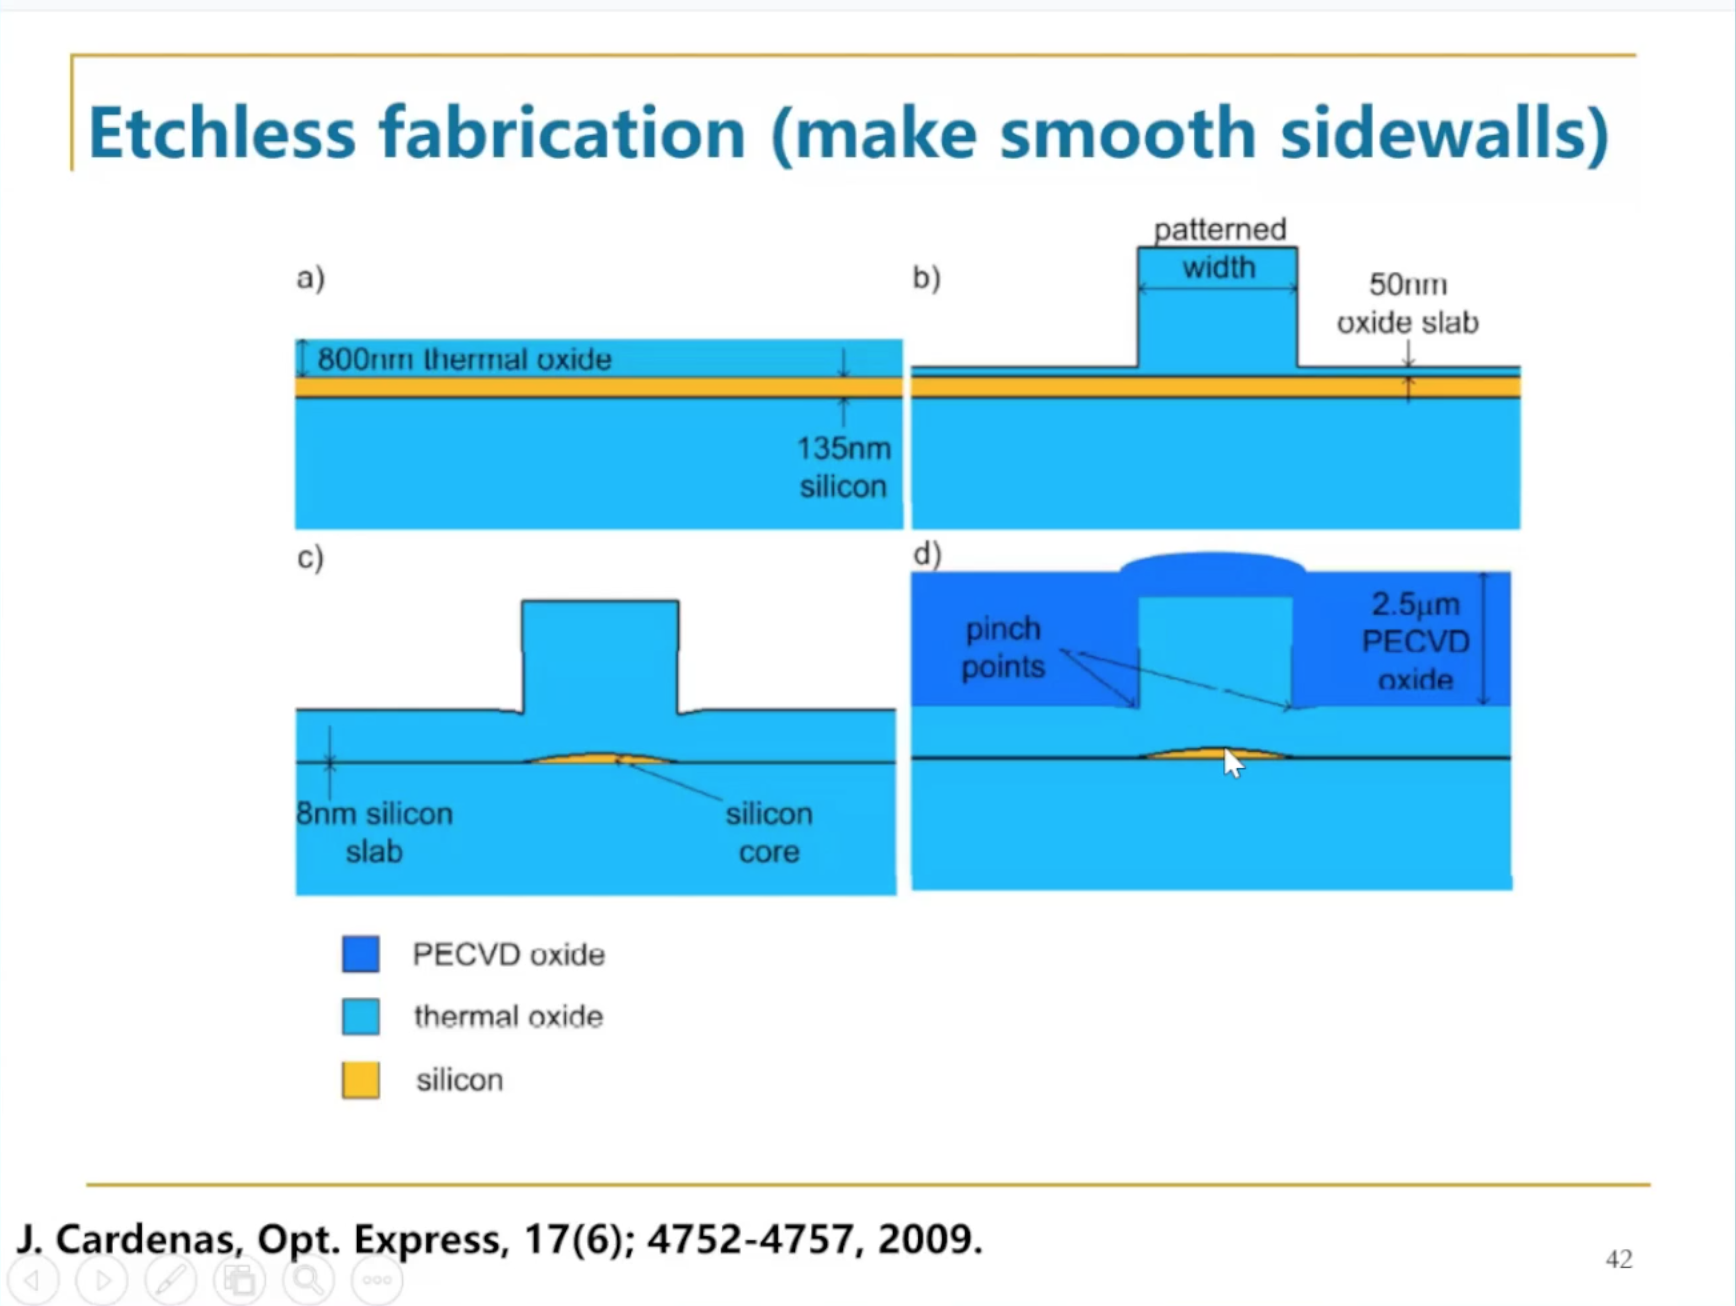 Etchless fabrication (make smooth sidewalls)
a)
800nm thermal oxide
135nm
silicon
b)
patterned
width
50nm
oxide slab
c)
8nm silicon
slab
silicon
core
d)
pinch
points
2.5μm
PECVD
oxide
PECVD oxide
thermal oxide
silicon
J. Cardenas, Opt. Express, 17(6); 4752-4757, 2009.
42